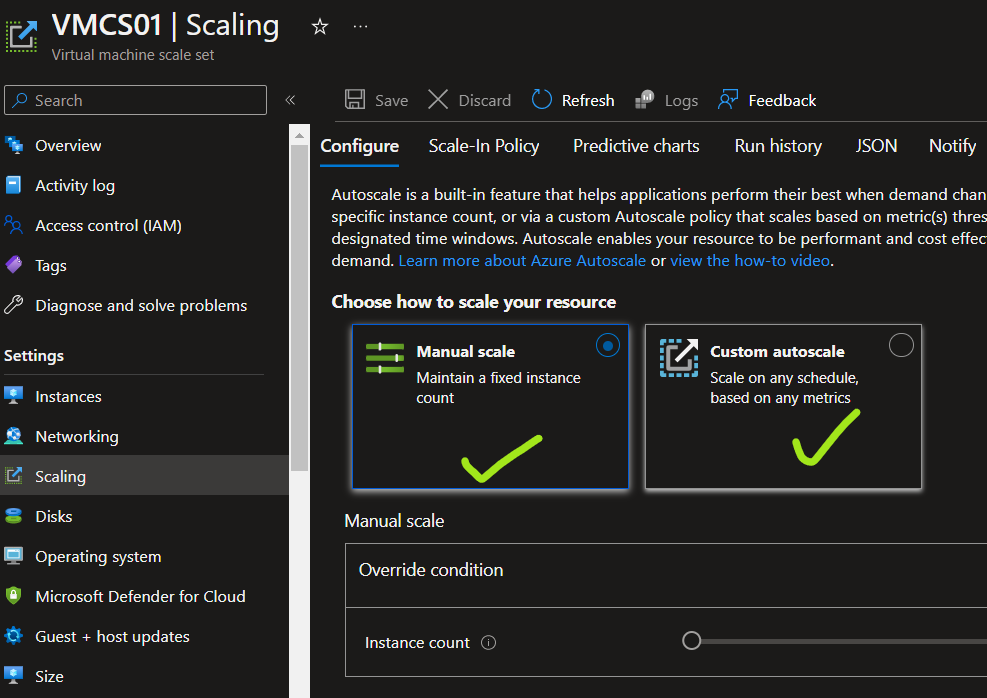 VMCS01 | Scaling
Virtual machine scale set
Search
Overview
Activity log
Access control (IAM)
Tags
Diagnose and solve problems
Settings
Instances
Networking
Scaling
Disks
Operating system
Microsoft Defender for Cloud
Guest + host updates
Size
Save Discard Refresh Logs Feedback
Configure Scale-In Policy Predictive charts Run history JSON Notify
Autoscale is a built-in feature that helps applications perform their best when demand chan
specific instance count, or via a custom Autoscale policy that scales based on metric(s) thres
designated time windows. Autoscale enables your resource to be performant and cost effec
demand. Learn more about Azure Autoscale or view the how-to video.
Choose how to scale your resource
Manual scale
Maintain a fixed instance
count
Custom autoscale
Scale on any schedule,
based on any metrics
Manual scale
Override condition
Instance count